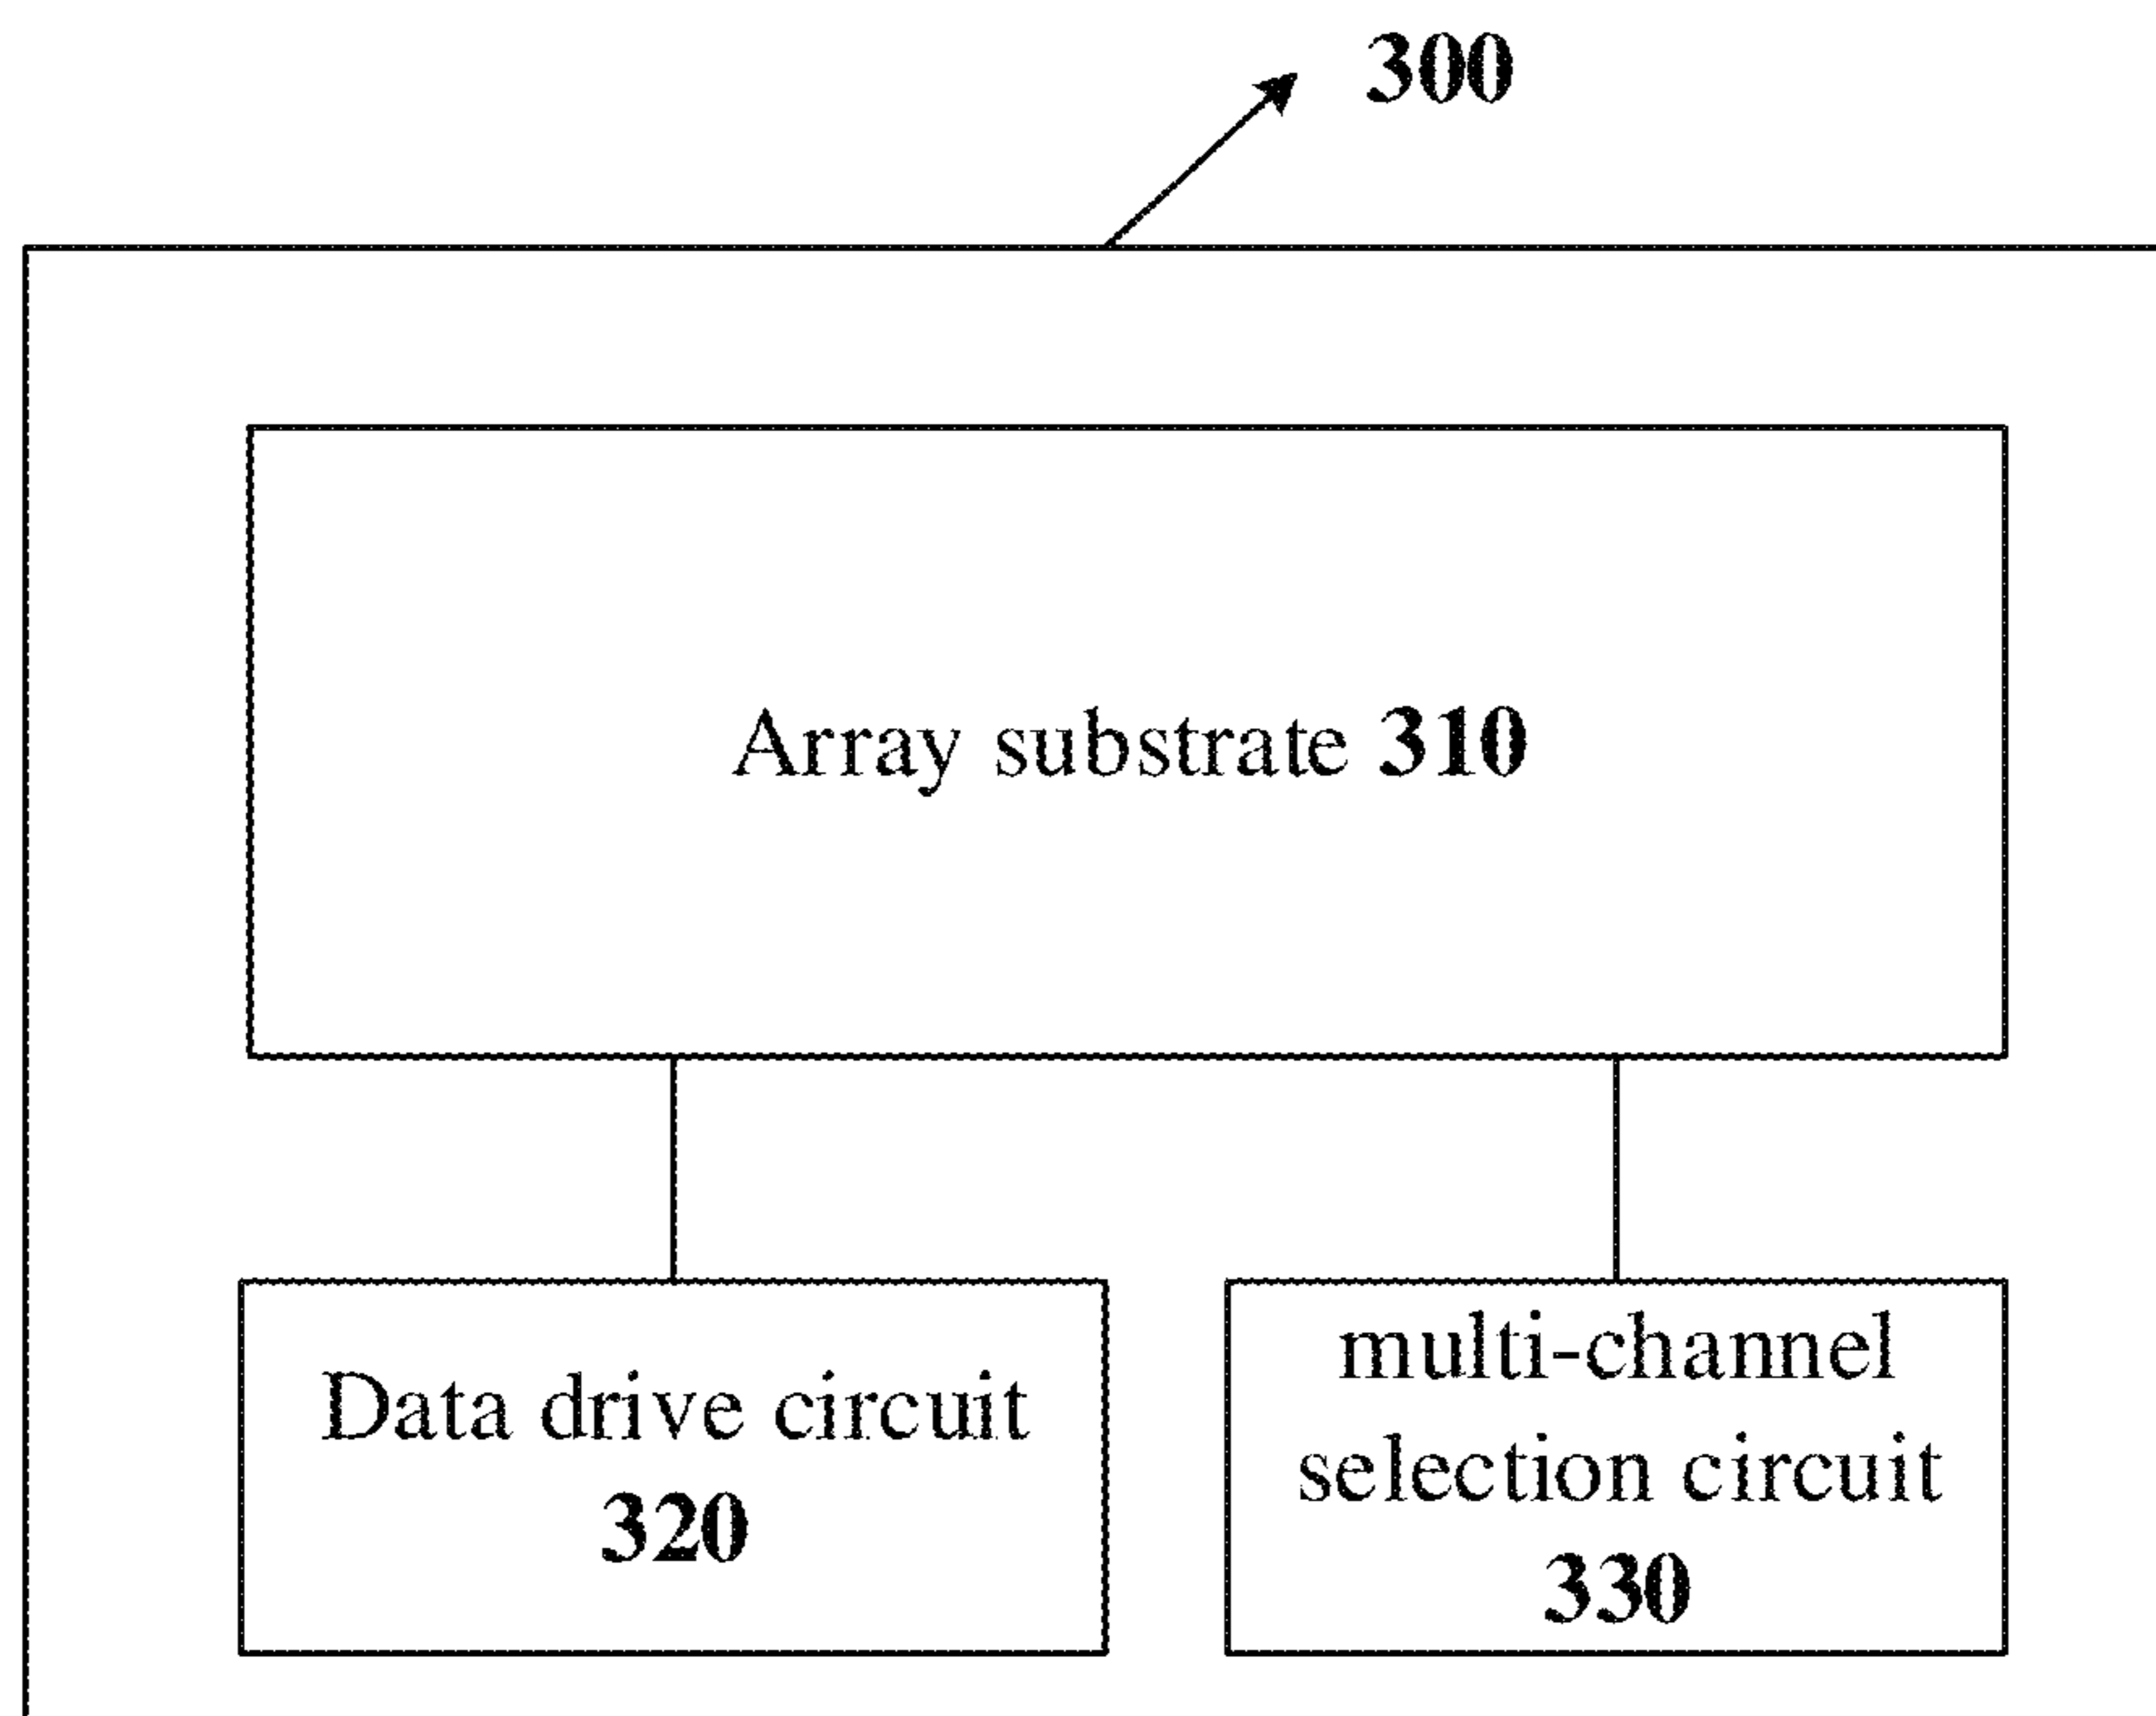 300
Array substrate 310
Data drive circuit
320
multi-channel
selection circuit
330